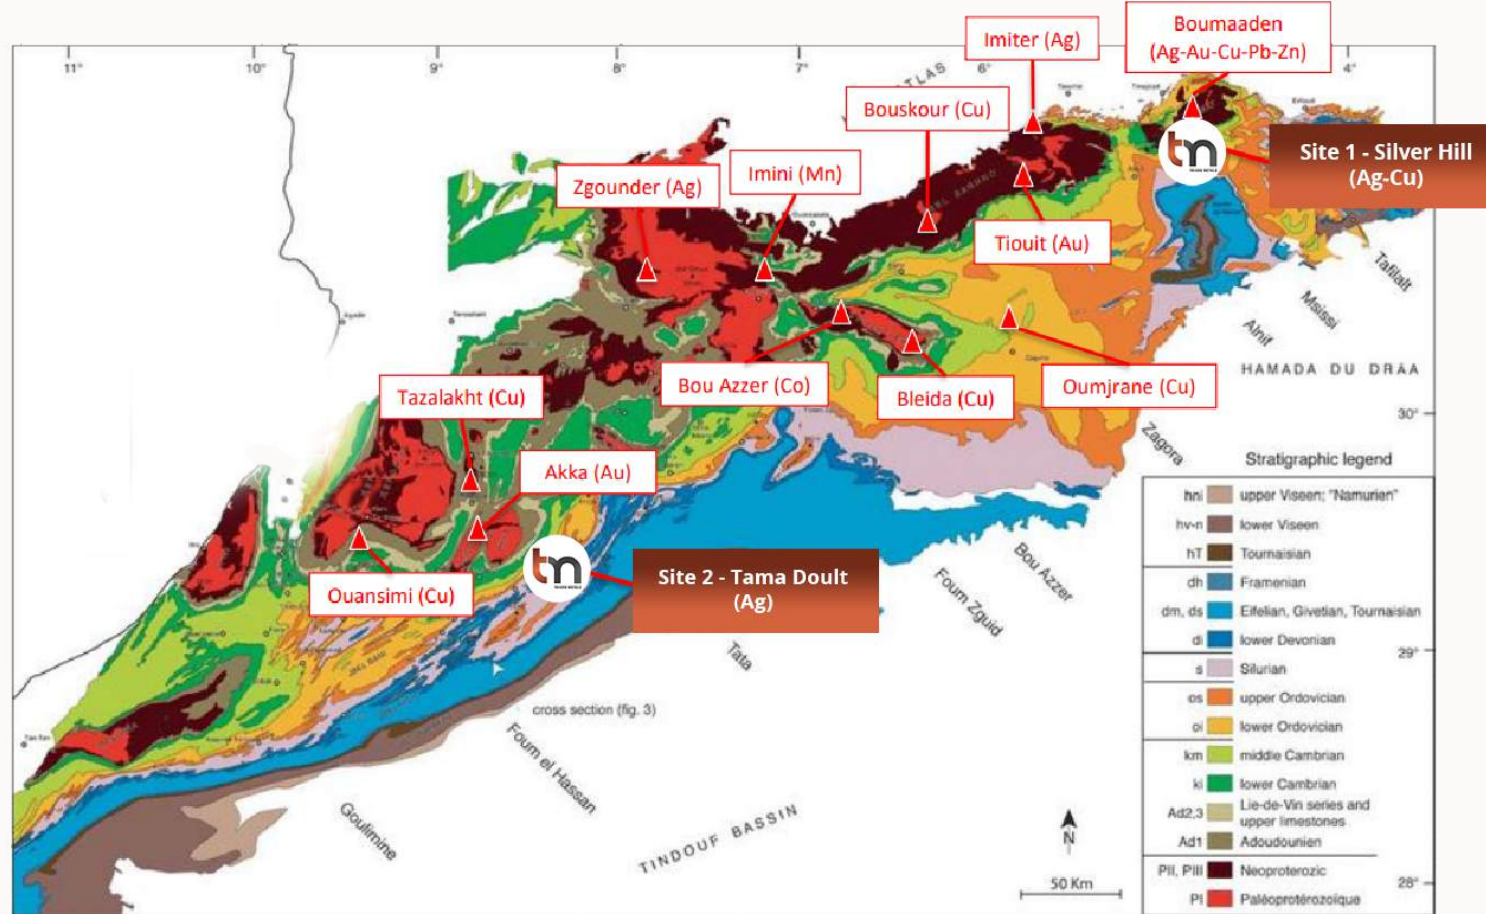 11°
10°
9°
8°
7°
6°
4°
Imiter (Ag)
Boumaaden
(Ag-Au-Cu-Pb-Zn)
Bouskour (Cu)
Site 1 - Silver Hill
(Ag-Cu)
Zgounder (Ag)
Imini (Mn)
Tiouit (Au)
Tafilalt
Msissi
Alnif
HAMADA DU DRAA
Bou Azzer (Co)
Bleida (Cu)
Oumjrane (Cu)
Tazalakht (Cu)
30°
Zagora
Akka (Au)
Ouansimi (Cu)
tn
Site 2 - Tama Doult
(Ag)
Bou Azzer
Foum Zguid
Tata
cross section (fig. 3)
Foum el Hassan
Goulimine
TINDOUF BASSIN
N
50 Km
29°
28°
Stratigraphic legend
hni upper Viseen; "Namurien"
hv-n lower Viseen
hT Tournaisian
dh Framenian
dm, ds Eifelian, Givetian, Tournaisian
di lower Devonian
s Silurian
os upper Ordovician
oi lower Ordovician
km middle Cambrian
ki lower Cambrian
Ad2,3 Lie-de-Vin series and
upper limestones
Ad1 Adoudounien
PII, PIII Neoproterozic
PI Paléoprotérozoïque